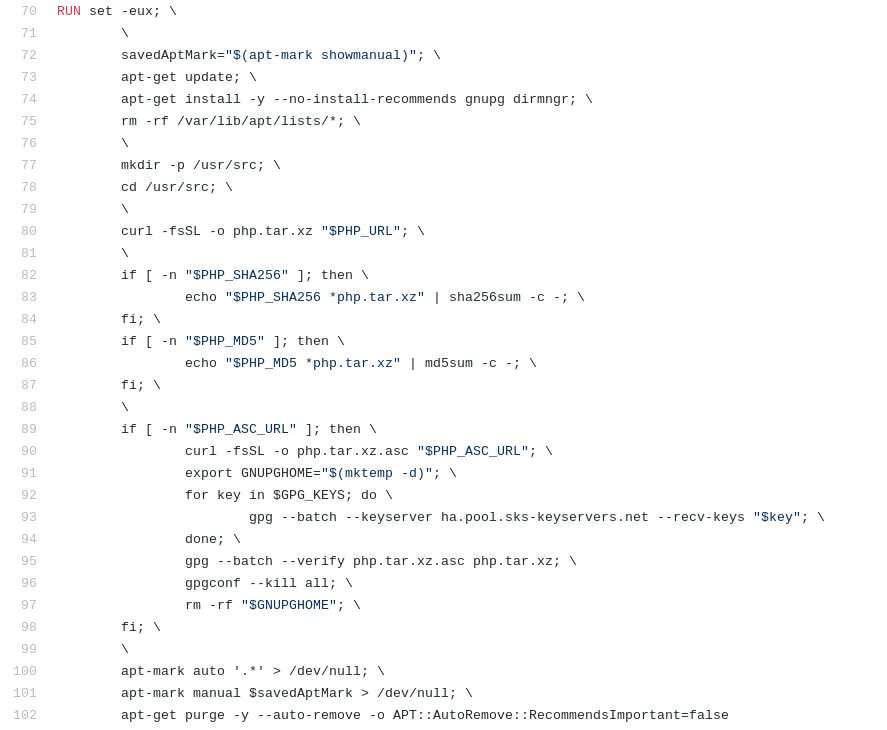 70 RUN set -eux; \
71 \
72 savedAptMark="$(apt-mark showmanual)"; \
73 apt-get update; \
74 apt-get install -y --no-install-recommends gnupg dirmngr; \
75 rm -rf /var/lib/apt/lists/*; \
76 \
77 mkdir -p /usr/src; \
78 cd /usr/src; \
79 \
80 curl -fsSL -o php.tar.xz "$PHP_URL"; \
81 \
82 if [ -n "$PHP_SHA256" ]; then \
83 echo "$PHP_SHA256 *php.tar.xz" | sha256sum -c -; \
84 fi; \
85 if [ -n "$PHP_MD5" ]; then \
86 echo "$PHP_MD5 *php.tar.xz" | md5sum -c -; \
87 fi; \
88 \
89 if [ -n "$PHP_ASC_URL" ]; then \
90 curl -fsSL -o php.tar.xz.asc "$PHP_ASC_URL"; \
91 export GNUPGHOME="$(mktemp -d)"; \
92 for key in $GPG_KEYS; do \
93 gpg --batch --keyserver ha.pool.sks-keyservers.net --recv-keys "$key"; \
94 done; \
95 gpg --batch --verify php.tar.xz.asc php.tar.xz; \
96 gpgconf --kill all; \
97 rm -rf "$GNUPGHOME"; \
98 fi; \
99 \
100 apt-mark auto '.*' > /dev/null; \
101 apt-mark manual $savedAptMark > /dev/null; \
102 apt-get purge -y --auto-remove -o APT::AutoRemove::RecommendsImportant=false